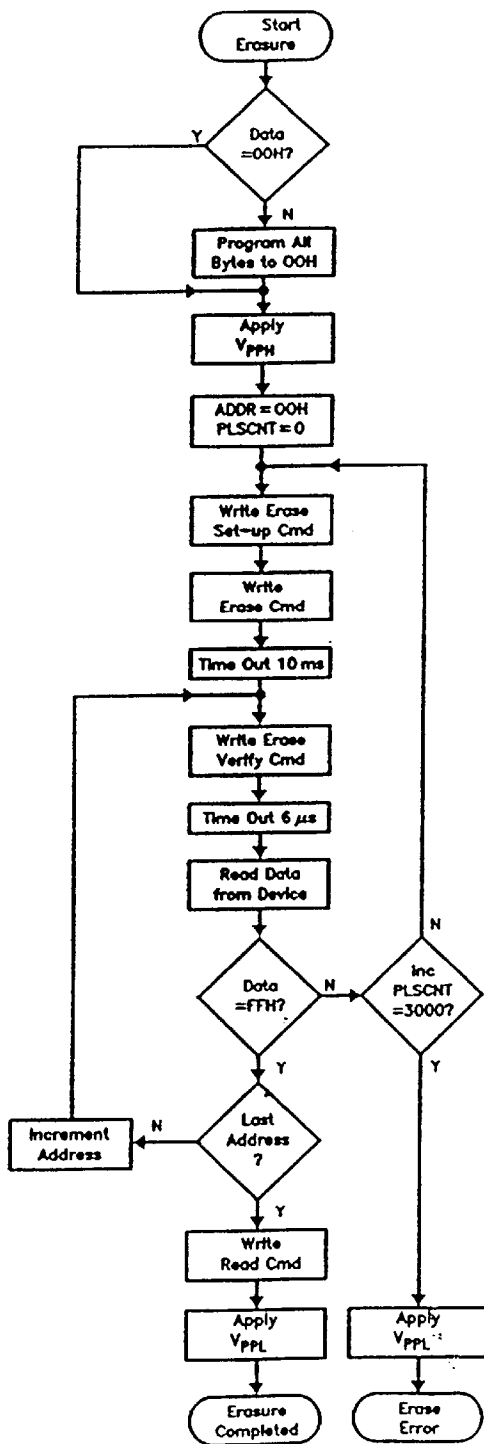 Start
Erasure
Data
=00H?
Y
N
Program All
Bytes to 00H
Apply
VPPH
ADDR = 00H
PLSCNT = 0
Write Erase
Set-up Cmd
Write
Erase Cmd
Time Out 10 ms
Write Erase
Verify Cmd
Time Out 6 μs
Read Data
from Device
Data
=FFH?
N
Y
inc
PLSCNT
=3000?
N
Y
Last
Address
?
N
Y
Increment
Address
Write
Read Cmd
Apply
VPPL
Erasure
Completed
Apply
VPPL
Erase
Error